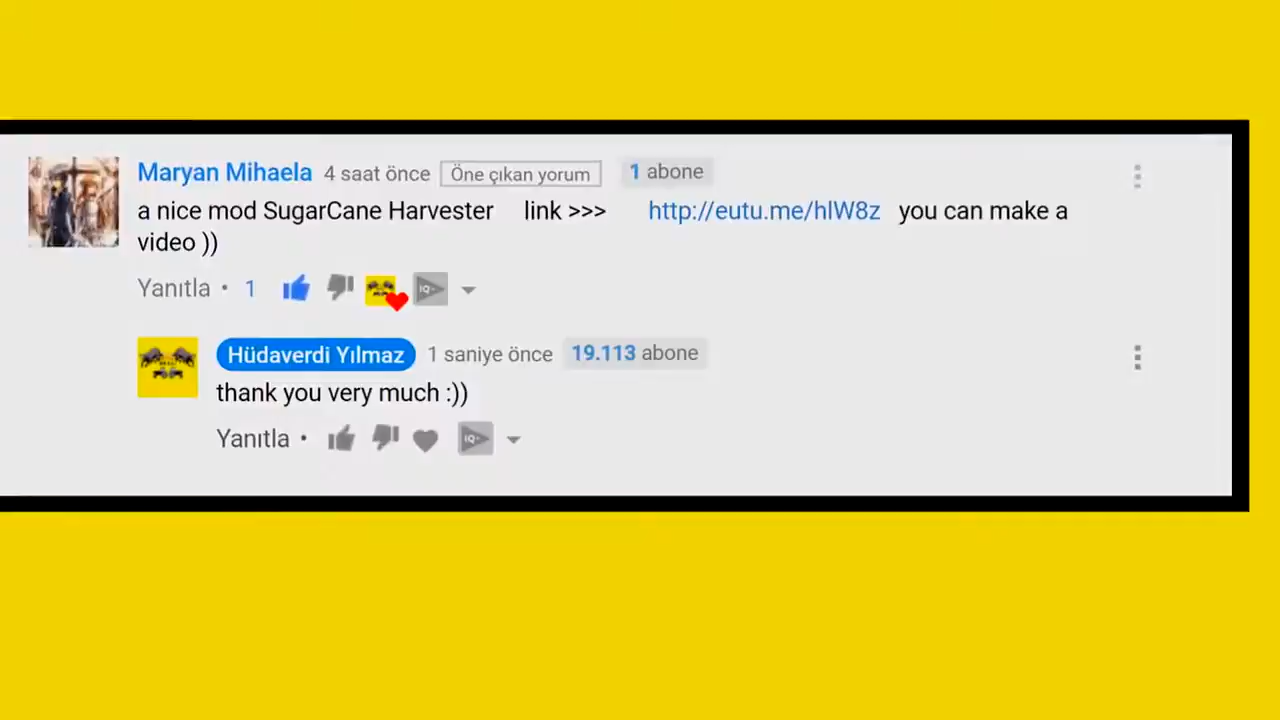 Maryan Mihaela 4 saat önce Öne çıkan yorum 1 abone
a nice mod SugarCane Harvester link >>> http://eutu.me/hlW8z you can make a
video ))
Yanıtla • 1 IQ
Hüdaverdi Yılmaz 1 saniye önce 19.113 abone
thank you very much :))
Yanıtla • IQ